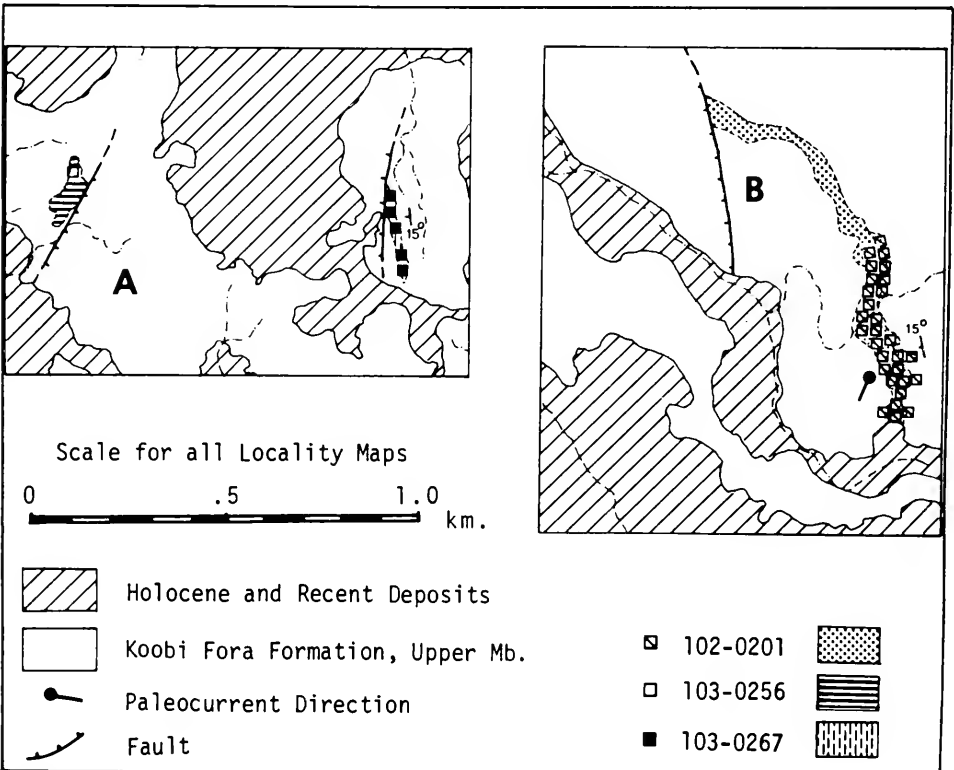 A
15°
B
15°
Scale for all Locality Maps
0 .5 1.0
km.
Holocene and Recent Deposits
Koobi Fora Formation, Upper Mb.
Paleocurrent Direction
Fault
102-0201
103-0256
103-0267